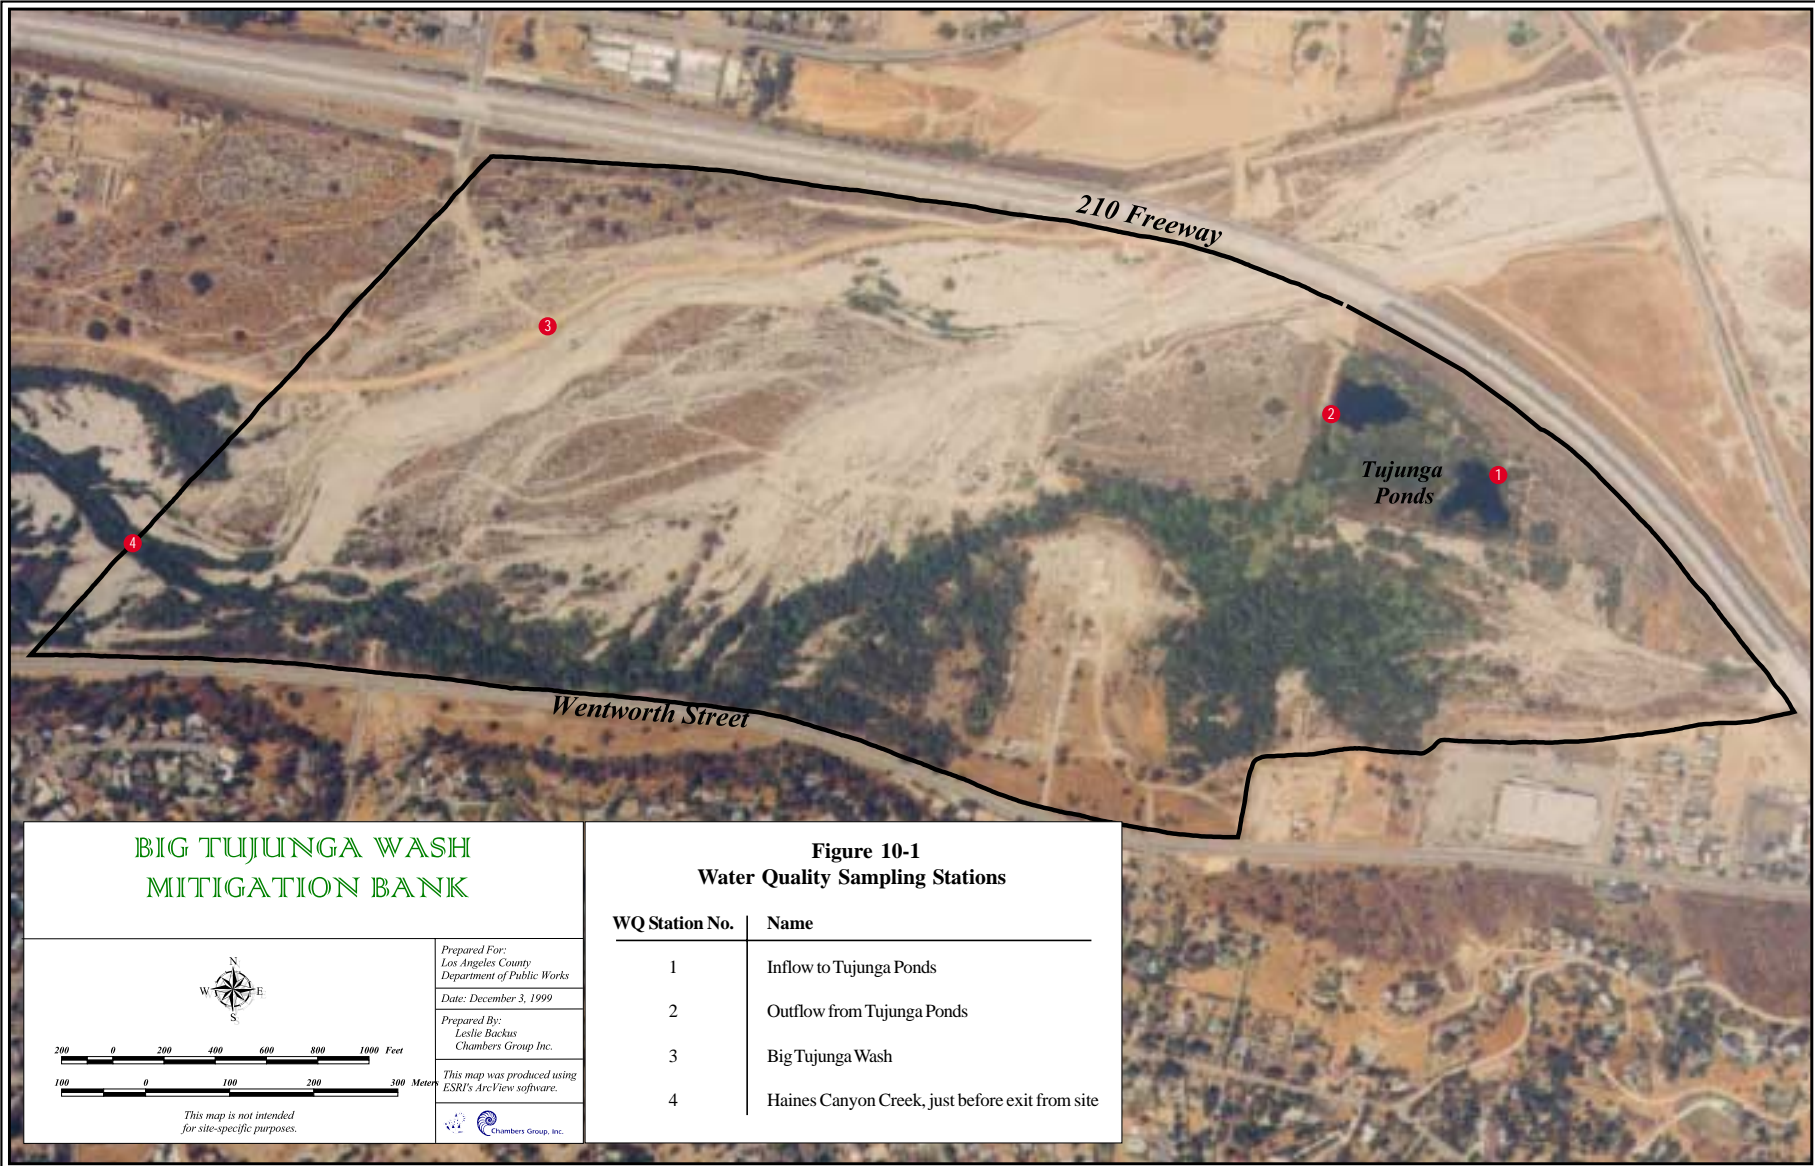 210 Freeway
3
2
Tujunga
Ponds
1
4
Wentworth Street
BIG TUJUNGA WASH
MITIGATION BANK
N
W E
S
200 0 200 400 600 800 1000 Feet
100 0 100 200 300 Meters
This map is not intended
for site-specific purposes.
Prepared For:
Los Angeles County
Department of Public Works
Date: December 3, 1999
Prepared By:
Leslie Backus
Chambers Group Inc.
This map was produced using
ESRI's ArcView software.
Chambers Group, Inc.
Figure 10-1
Water Quality Sampling Stations
WQ Station No. Name
1 Inflow to Tujunga Ponds
2 Outflow from Tujunga Ponds
3 Big Tujunga Wash
4 Haines Canyon Creek, just before exit from site